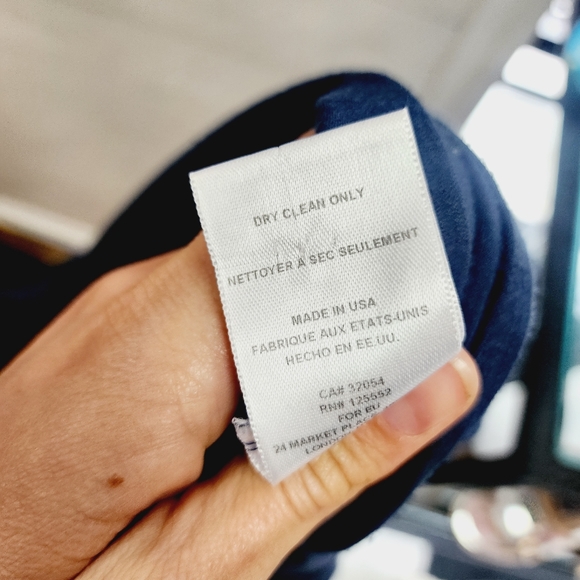 DRY CLEAN ONLY
NETTOYER A SEC SEULEMENT
MADE IN USA
FABRIQUE AUX ETATS-UNIS
HECHO EN EE.UU.
CA# 32054
RN# 125552
FOR EU
24 MARKET PLACE